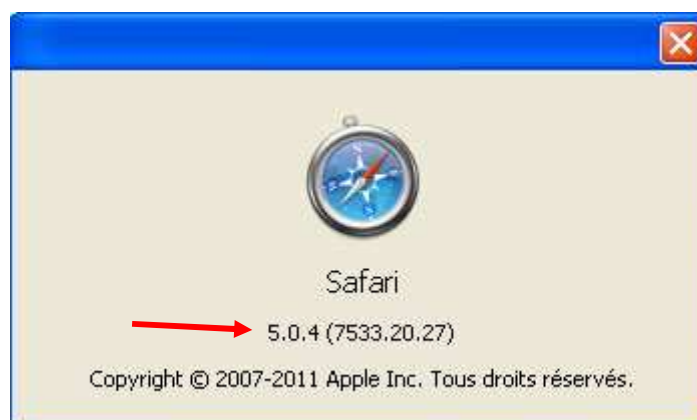 Safari
5.0.4 (7533.20.27)
Copyright © 2007-2011 Apple Inc. Tous droits réservés.